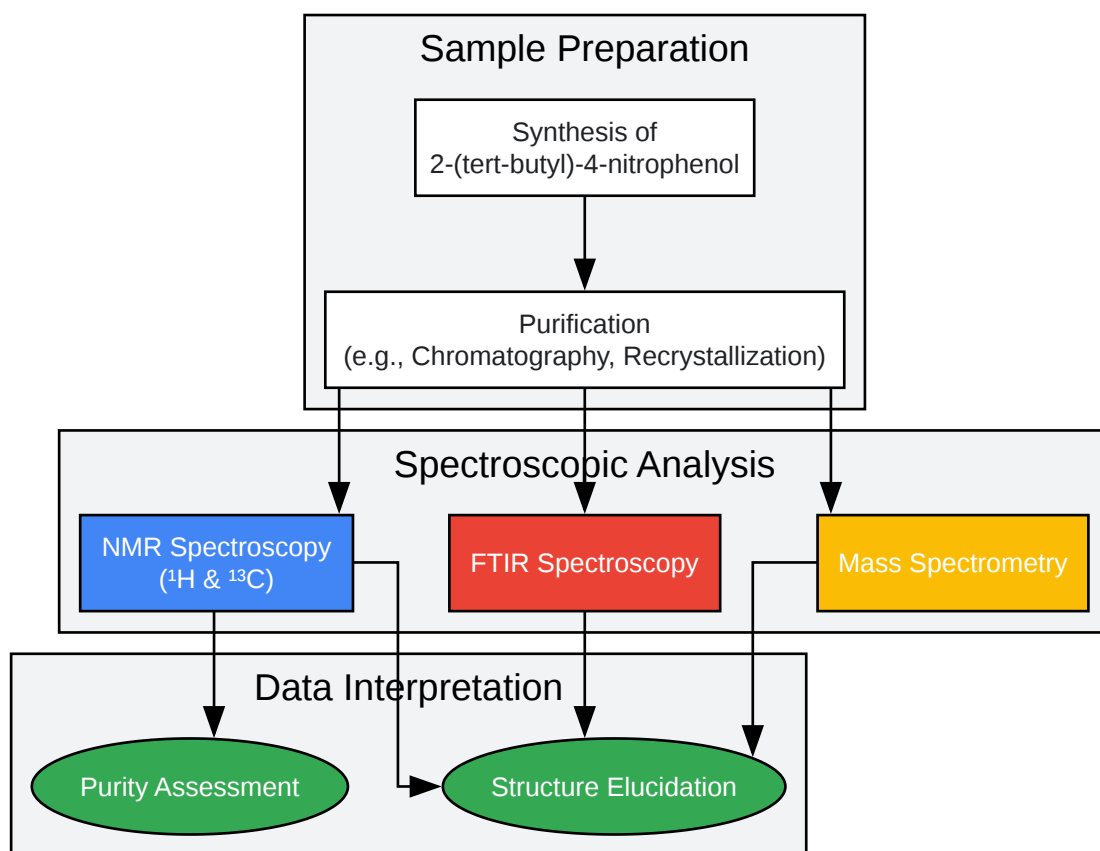 Sample Preparation
Synthesis of
2-(tert-butyl)-4-nitrophenol
Purification
(e.g., Chromatography, Recrystallization)
Spectroscopic Analysis
NMR Spectroscopy
(¹H & ¹³C)
FTIR Spectroscopy
Mass Spectrometry
Data Interpretation
Purity Assessment
Structure Elucidation